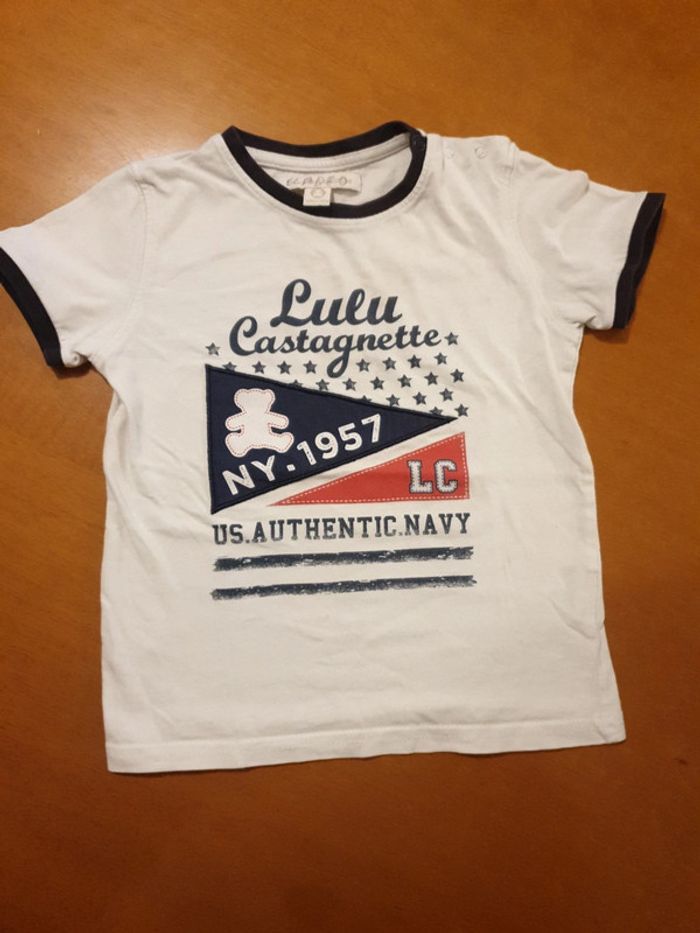 Lulu
Castagnette
NY.1957
LC
US.AUTHENTIC.NAVY